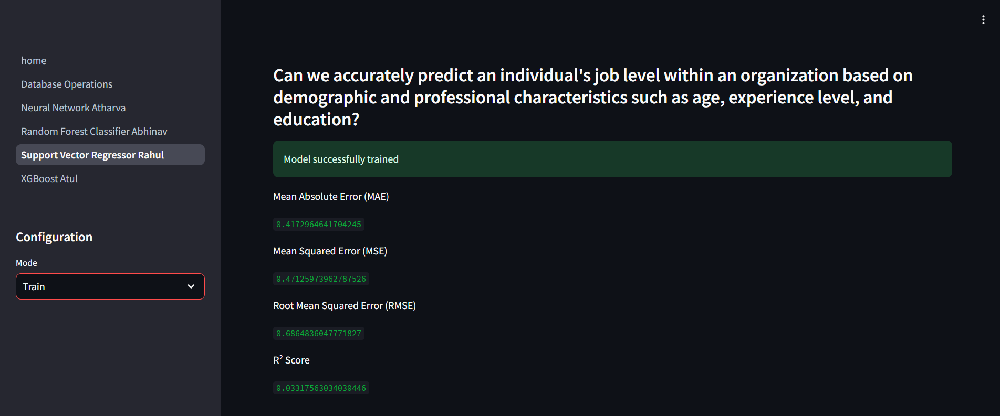 home
Database Operations
Neural Network Atharva
Random Forest Classifier Abhinav
Support Vector Regressor Rahul
XGBoost Atul
Configuration
Mode
Train
Can we accurately predict an individual's job level within an organization based on
demographic and professional characteristics such as age, experience level, and
education?
Model successfully trained
Mean Absolute Error (MAE)
0.4172964641704245
Mean Squared Error (MSE)
0.47125973962787526
Root Mean Squared Error (RMSE)
0.6864836047771827
R² Score
0.03317563034030446